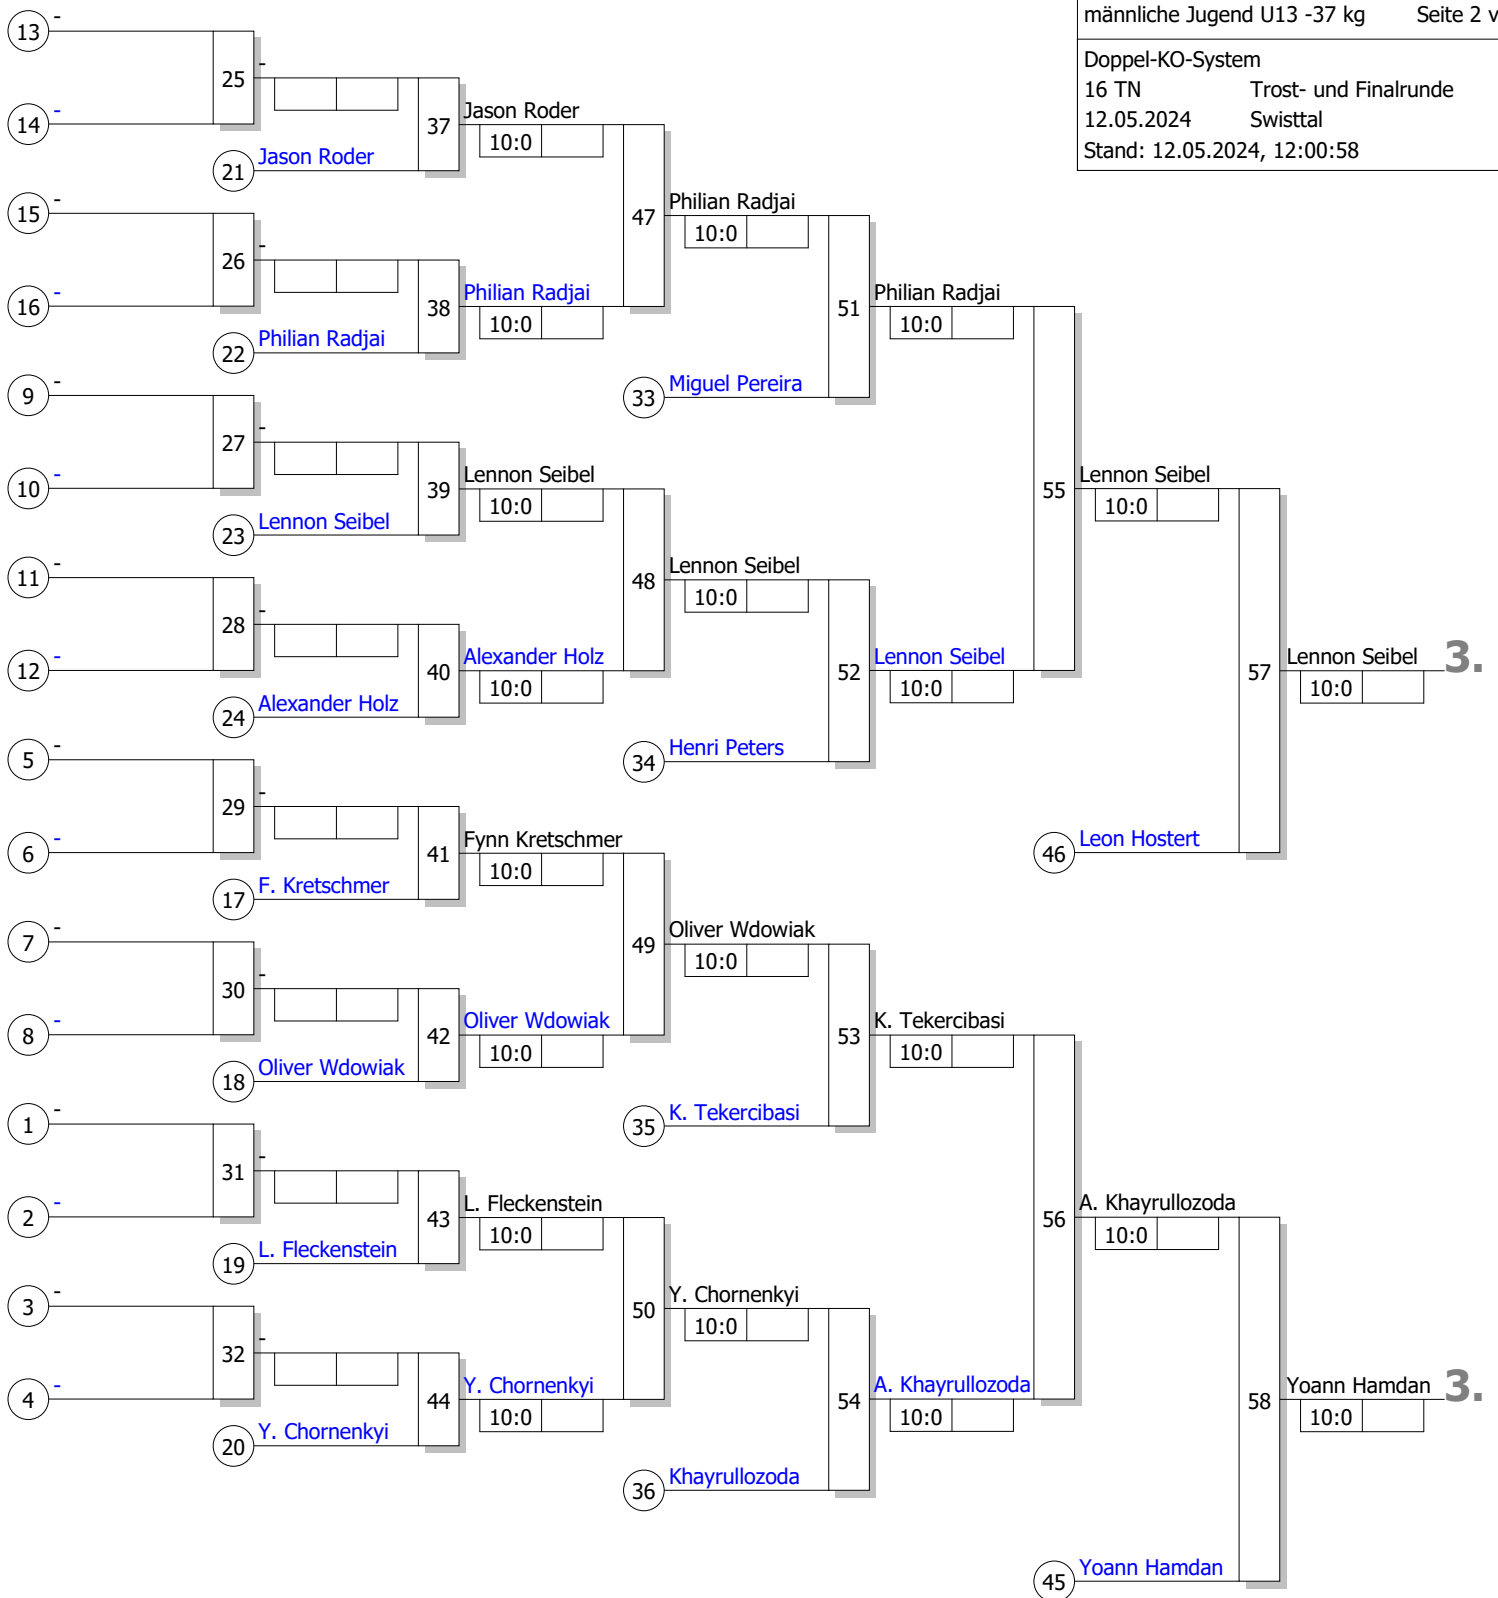 männliche Jugend U13 -37 kg Seite 2 v
Doppel-KO-System
16 TN Trost- und Finalrunde
12.05.2024 Swisttal
Stand: 12.05.2024, 12:00:58
13 -
25 -
14 -
37 Jason Roder
10:0
21 Jason Roder
15 -
47 Philian Radjai
10:0
26 -
16 -
38 Philian Radjai
10:0
22 Philian Radjai
51 Philian Radjai
10:0
33 Miguel Pereira
9 -
27 -
10 -
39 Lennon Seibel
10:0
23 Lennon Seibel
55 Lennon Seibel
10:0
11 -
48 Lennon Seibel
10:0
28 -
12 -
40 Alexander Holz
10:0
24 Alexander Holz
52 Lennon Seibel
10:0
57 Lennon Seibel 3.
10:0
34 Henri Peters
5 -
29 -
6 -
41 Fynn Kretschmer
10:0
17 F. Kretschmer
46 Leon Hostert
7 -
49 Oliver Wdowiak
10:0
30 -
8 -
42 Oliver Wdowiak
10:0
18 Oliver Wdowiak
53 K. Tekercibasi
10:0
35 K. Tekercibasi
1 -
31 -
2 -
43 L. Fleckenstein
10:0
19 L. Fleckenstein
56 A. Khayrullozoda
10:0
3 -
50 Y. Chornenkyi
10:0
32 -
4 -
44 Y. Chornenkyi
10:0
20 Y. Chornenkyi
54 A. Khayrullozoda
10:0
58 Yoann Hamdan 3.
10:0
36 Khayrullozoda
45 Yoann Hamdan